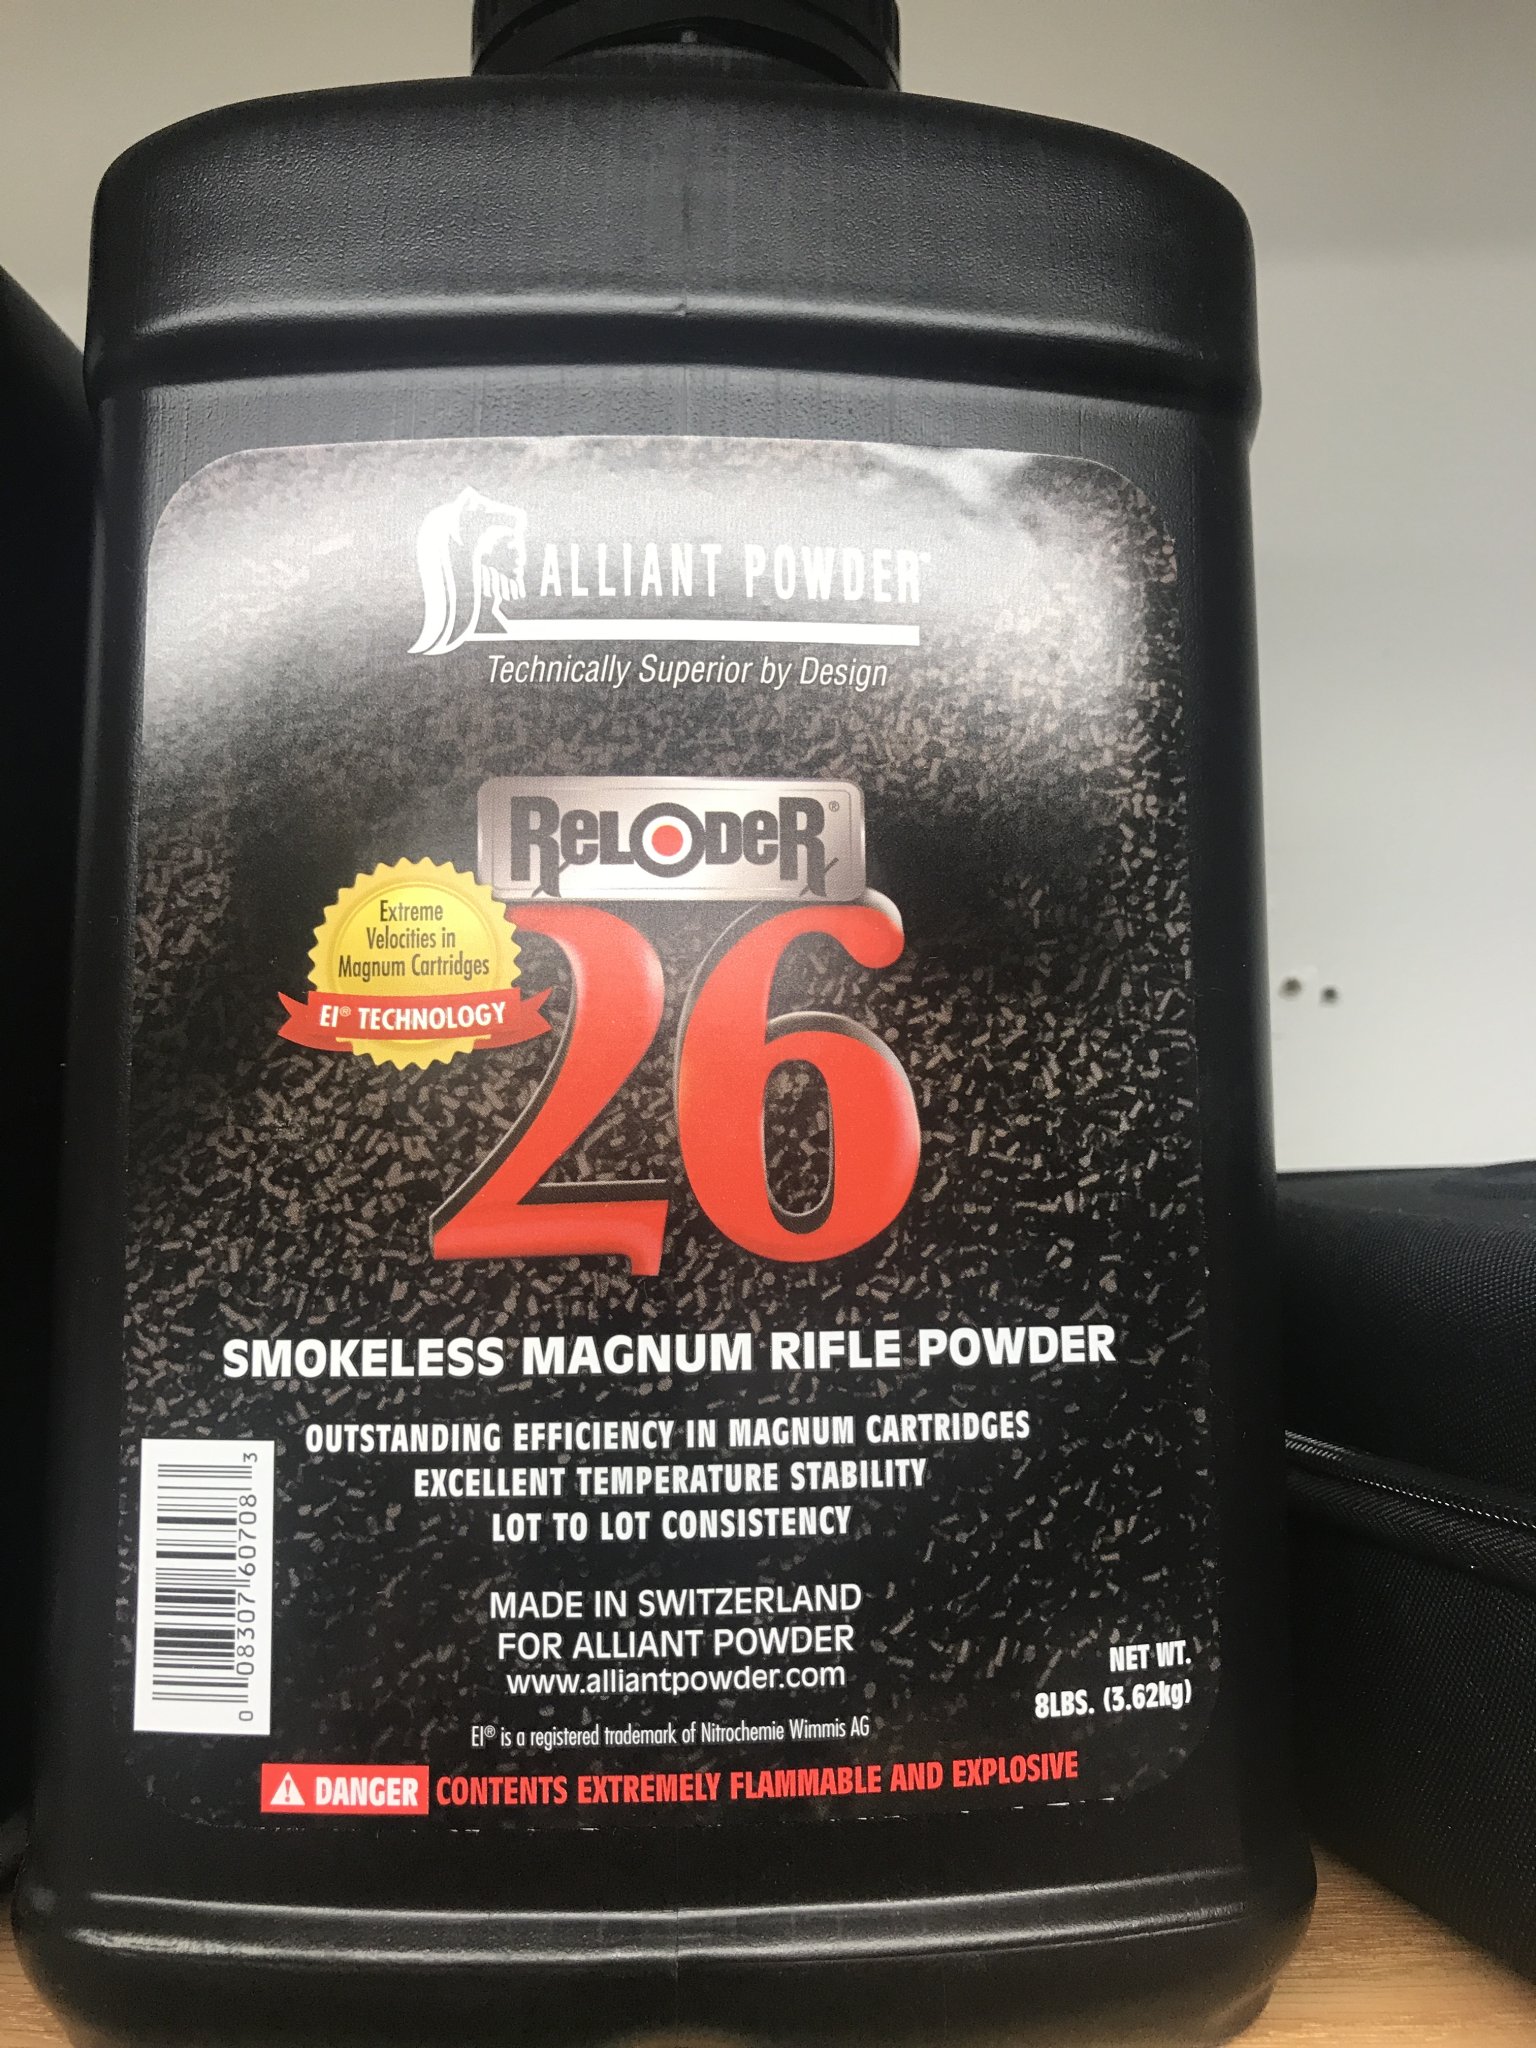 ALLIANT POWDER®
Technically Superior by Design
RELODER®
26
Extreme
Velocities in
Magnum Cartridges
EI® TECHNOLOGY
SMOKELESS MAGNUM RIFLE POWDER
OUTSTANDING EFFICIENCY IN MAGNUM CARTRIDGES
EXCELLENT TEMPERATURE STABILITY
LOT TO LOT CONSISTENCY
MADE IN SWITZERLAND
FOR ALLIANT POWDER
www.alliantpowder.com
EI® is a registered trademark of Nitrochemie Wimmis AG
NET WT.
8LBS. (3.62kg)
0 08307 60708 3
DANGER CONTENTS EXTREMELY FLAMMABLE AND EXPLOSIVE